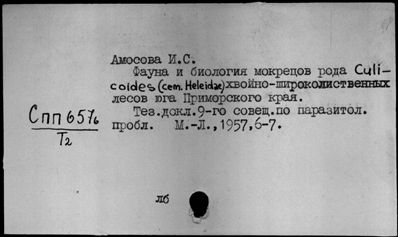 Амосова И.С.
Фауна и биология мокрецов рода Culi-
coides (сем. Heleidae) хвойно-широколиственных
лесов юга Приморского края.
Тез.докл.9-го совещ.по паразитол.
пробл. М.-Л.,1957,6-7.
Спп 657б
Т2
лб